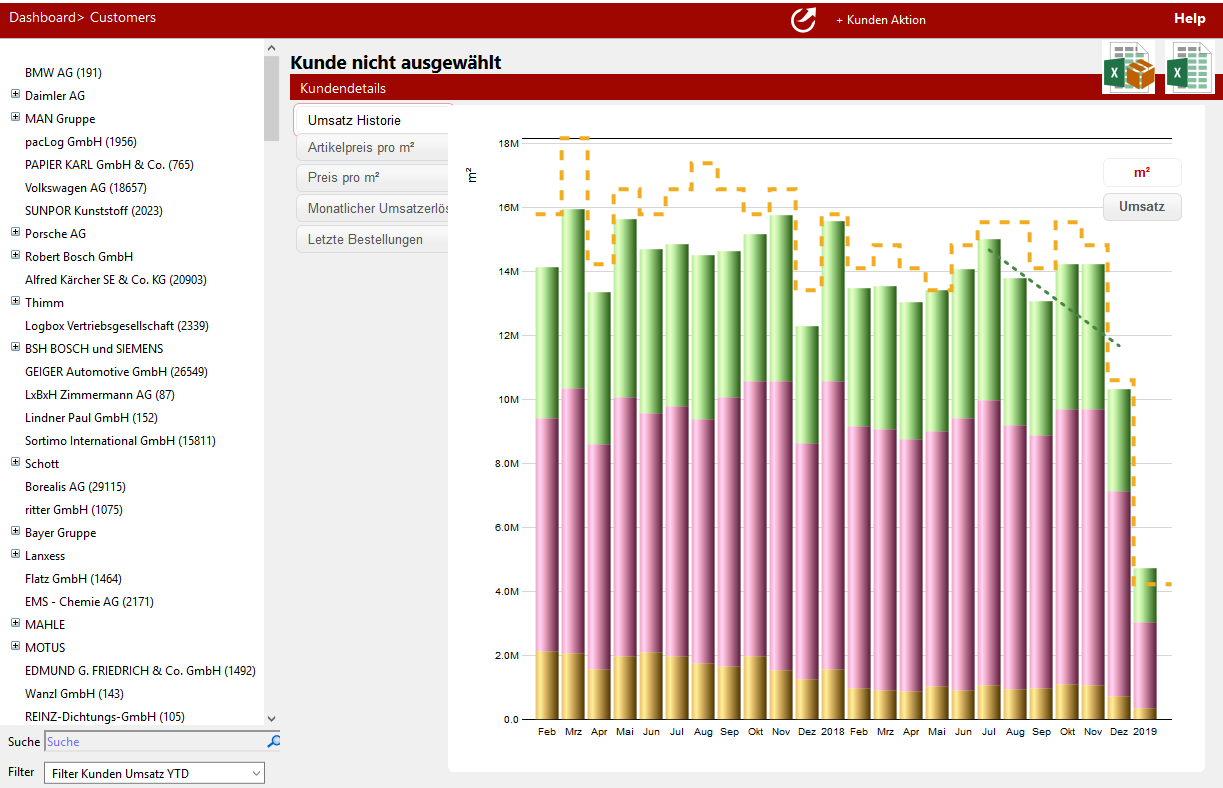 Dashboard> Customers
+ Kunden Aktion
Help
BMW AG (191)
Daimler AG
MAN Gruppe
pacLog GmbH (1956)
PAPIER KARL GmbH & Co. (765)
Volkswagen AG (18657)
SUNPOR Kunststoff (2023)
Porsche AG
Robert Bosch GmbH
Alfred Kärcher SE & Co. KG (20903)
Thimm
Logbox Vertriebsgesellschaft (2339)
BSH BOSCH und SIEMENS
GEIGER Automotive GmbH (26549)
LxBxH Zimmermann AG (87)
Lindner Paul GmbH (152)
Sortimo International GmbH (15811)
Schott
Borealis AG (29115)
ritter GmbH (1075)
Bayer Gruppe
Lanxess
Flatz GmbH (1464)
EMS - Chemie AG (2171)
MAHLE
MOTUS
EDMUND G. FRIEDRICH & Co. GmbH (1492)
Wanzl GmbH (143)
REINZ-Dichtungs-GmbH (105)
Suche Suche
Filter Filter Kunden Umsatz YTD
Kunde nicht ausgewählt
X X
Kundendetails
Umsatz Historie
Artikelpreis pro m²
Preis pro m²
Monatlicher Umsatzerlös
Letzte Bestellungen
m²
m²
Umsatz
18M
16M
14M
12M
10M
8.0M
6.0M
4.0M
2.0M
0.0
Feb Mrz Apr Mai Jun Jul Aug Sep Okt Nov Dez 2018 Feb Mrz Apr Mai Jun Jul Aug Sep Okt Nov Dez 2019